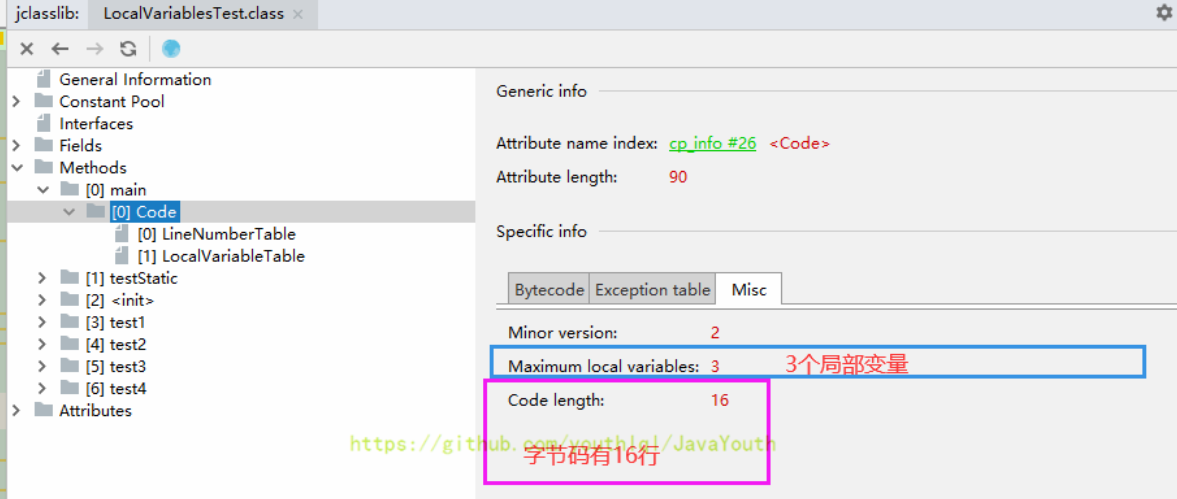 jclasslib: LocalVariablesTest.class
General Information
Constant Pool
Interfaces
Fields
Methods
[0] main
[0] Code
[0] LineNumberTable
[1] LocalVariableTable
[1] testStatic
[2] <init>
[3] test1
[4] test2
[5] test3
[6] test4
Attributes
Generic info
Attribute name index: cp_info #26 <Code>
Attribute length: 90
Specific info
Bytecode Exception table Misc
Minor version: 2
Maximum local variables: 3 3个局部变量
Code length: 16
https://github.com/youthlql/JavaYouth
字节码有16行